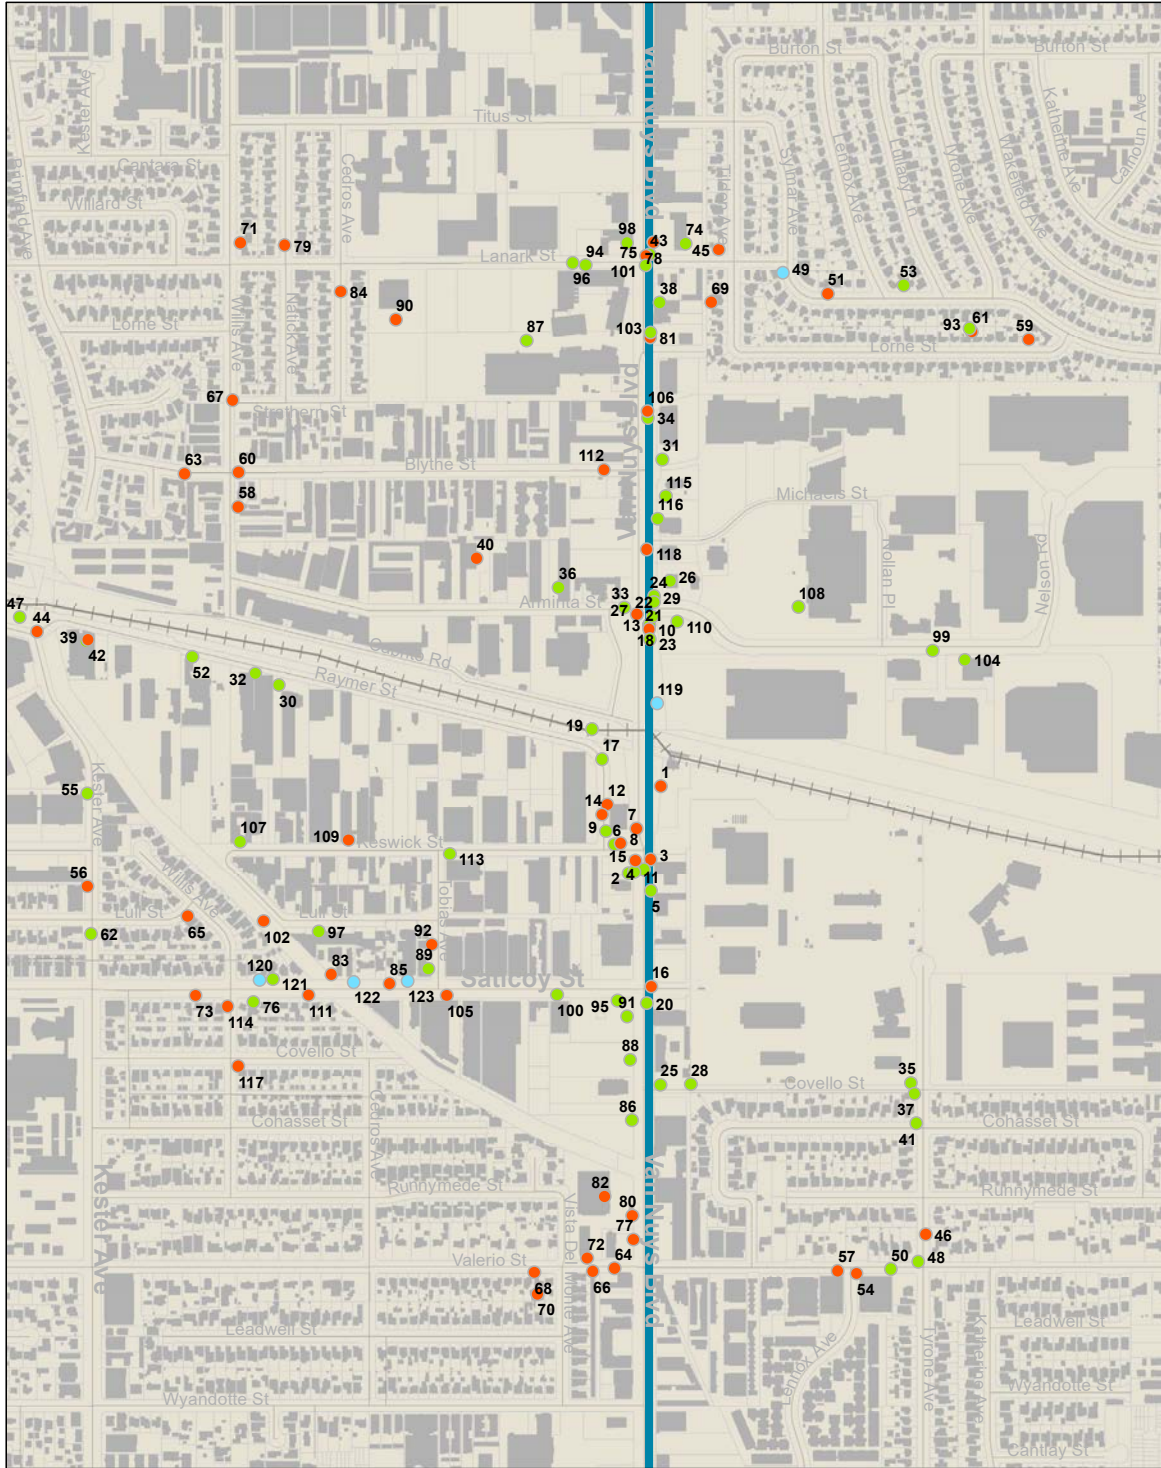 Burton St
Burton St
Kester Ave
Van Nuys Blvd
Titus St
Katherine Ave
Calhoun Ave
Cantara St
Cedros Ave
Tilden Ave
Sylmar Ave
Lennox Ave
Lullaby Ln
Tyrone Ave
Wakefield Ave
Brimfield Ave
Willard St
71
79
98
43
74
45
Lanark St
94
96
75
78
101
49
51
53
84
90
38
69
Willis Ave
Natick Ave
Lorne St
87
103
81
93
61
59
Lorne St
67
Strathern St
106
34
Van Nuys Blvd
63
60
Blythe St
112
31
58
115
116
Michaels St
118
40
36
26
24
Nollan Pl
Nelson Rd
47
44
Arminta St
33
27
22
29
21
108
13
10
110
18
23
39
42
Cabrito Rd
99
104
52
32
30
Raymer St
119
19
17
1
55
Kester Ave
12
14
7
9
6
8
107
109
Keswick St
113
15
3
2
4
11
5
56
Willis Ave
Tobias Ave
Lull St
65
Lull St
62
102
97
92
83
89
120
121
85
Saticoy St
16
122
123
73
114
76
111
105
100
95
91
20
Covello St
88
117
25
28
Covello St
35
37
Cedros Ave
Cohasset St
86
41
Cohasset St
Kester Ave
Runnymede St
82
Van Nuys Blvd
Runnymede St
80
77
46
Vista Del Monte Ave
Valerio St
72
64
57
50
48
68
66
54
70
Leadwell St
Lennox Ave
Tyrone Ave
Katherine Ave
Leadwell St
Wyandotte St
Wyandotte St
Cantlay St